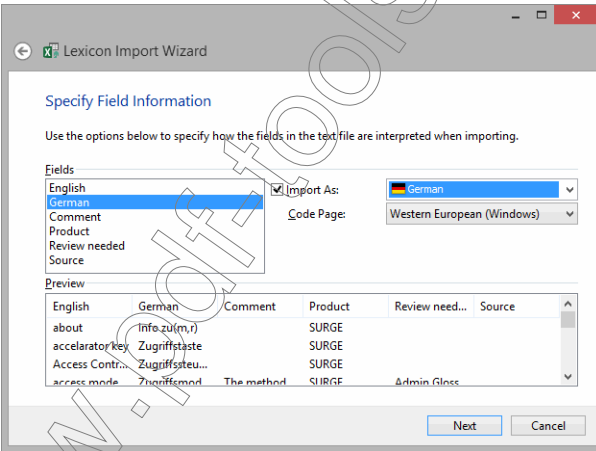 Lexicon Import Wizard
Specify Field Information
Use the options below to specify how the fields in the text file are interpreted when importing.
Fields
English
German
Comment
Product
Review needed
Source
Import As: German
Code Page: Western European (Windows)
Preview
English German Comment Product Review need... Source
about Info.zu(m,r) SURGE
accelarator key Zugriffstaste SURGE
Access Contr... Zugriffssteu... SURGE
access mode Zugriffsmod The method SURGE Admin Gloss
Next Cancel
w.pdf-tools